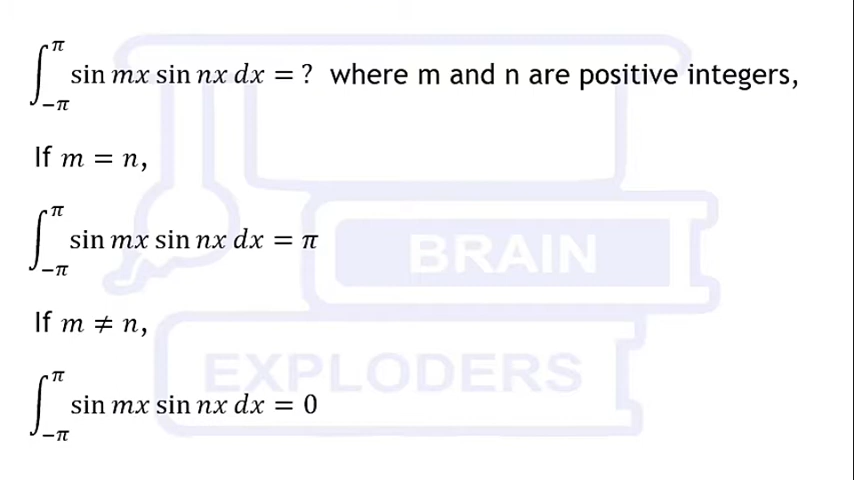 ∫_{-π}^{π} sin mx sin nx dx = ? where m and n are positive integers,
If m = n,
∫_{-π}^{π} sin mx sin nx dx = π
BRAIN
If m ≠ n,
EXPLODERS
∫_{-π}^{π} sin mx sin nx dx = 0